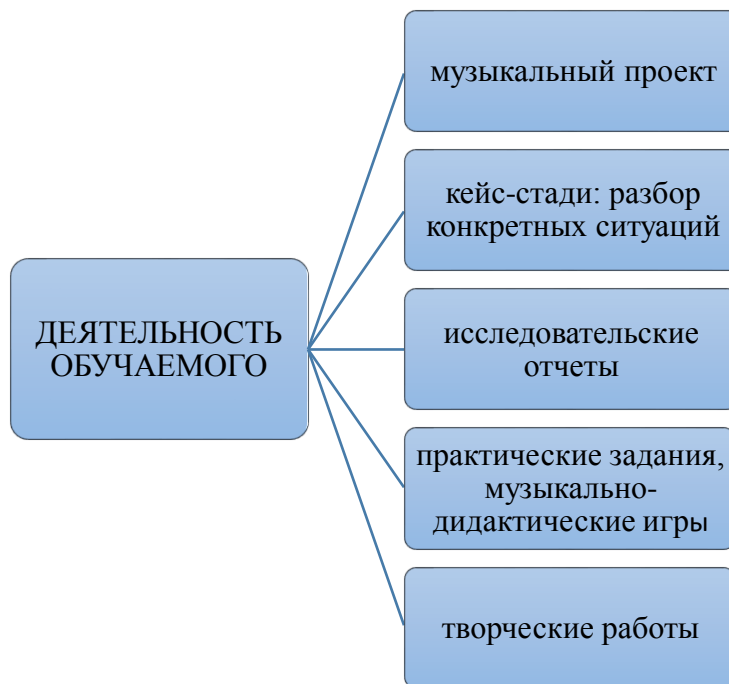 музыкальный проект
кейс-стади: разбор
конкретных ситуаций
ДЕЯТЕЛЬНОСТЬ
ОБУЧАЕМОГО
исследовательские
отчеты
практические задания,
музыкально-
дидактические игры
творческие работы